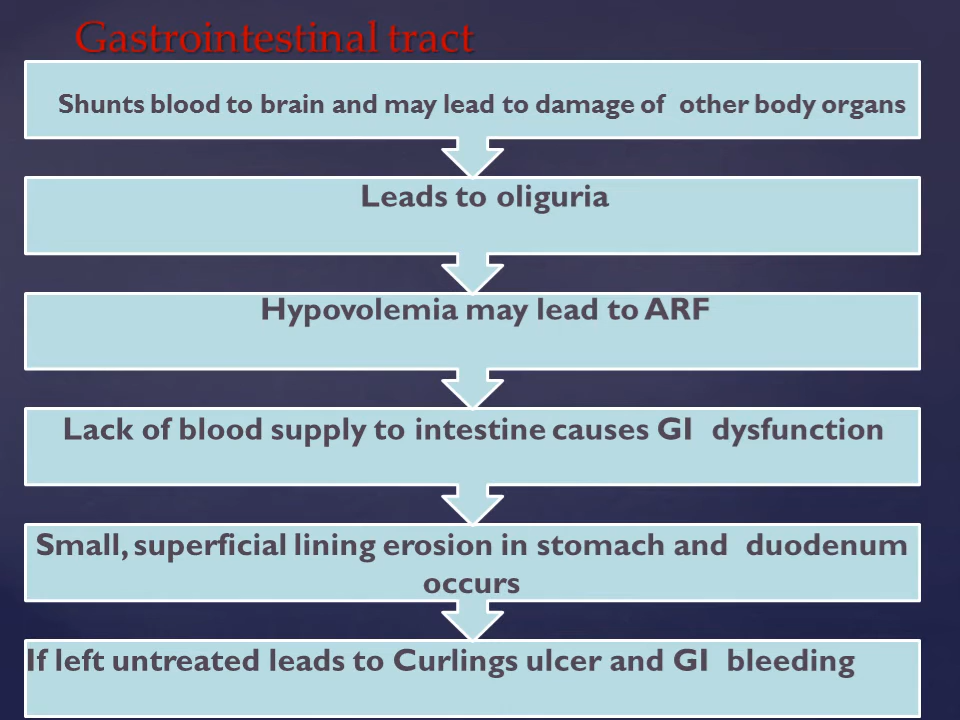 Gastrointestinal tract
Shunts blood to brain and may lead to damage of other body organs
Leads to oliguria
Hypovolemia may lead to ARF
Lack of blood supply to intestine causes GI dysfunction
Small, superficial lining erosion in stomach and duodenum
occurs
If left untreated leads to Curlings ulcer and GI bleeding